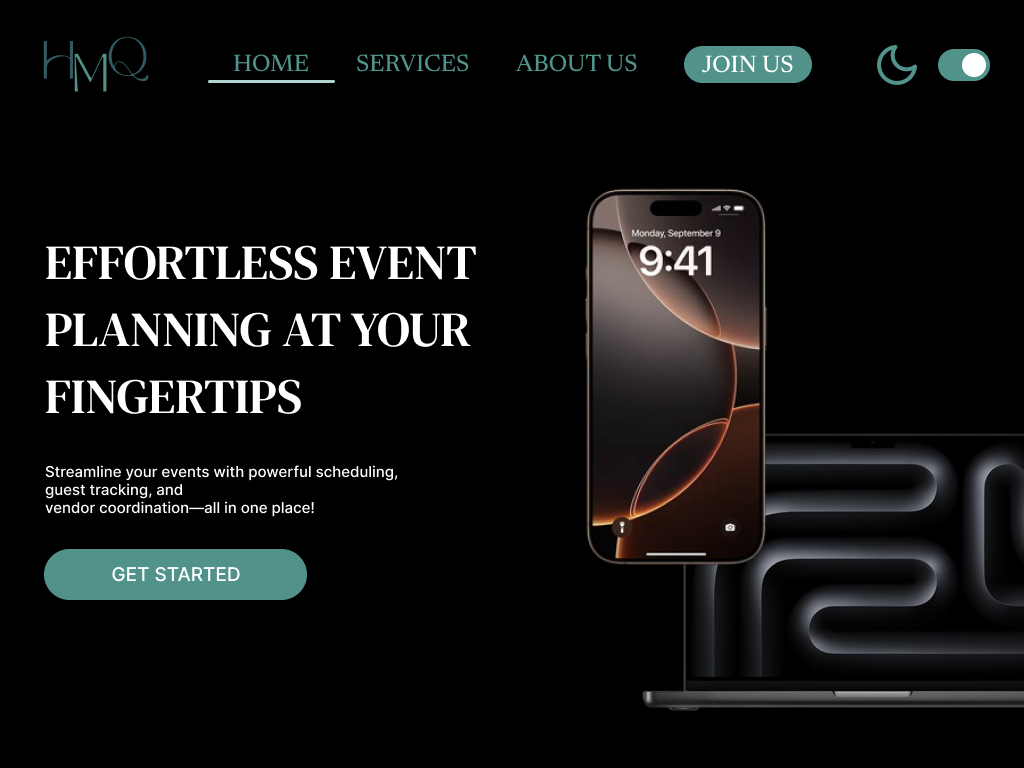 HMQ
HOME
SERVICES
ABOUT US
JOIN US
Monday, September 9
9:41
EFFORTLESS EVENT
PLANNING AT YOUR
FINGERTIPS
Streamline your events with powerful scheduling,
guest tracking, and
vendor coordination—all in one place!
GET STARTED